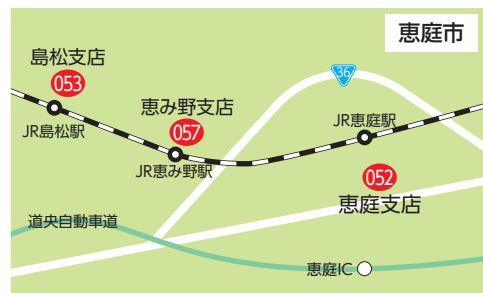 恵庭市
島松支店
053
36
恵み野支店
057
JR恵庭駅
JR島松駅
JR恵み野駅
052
恵庭支店
道央自動車道
恵庭IC